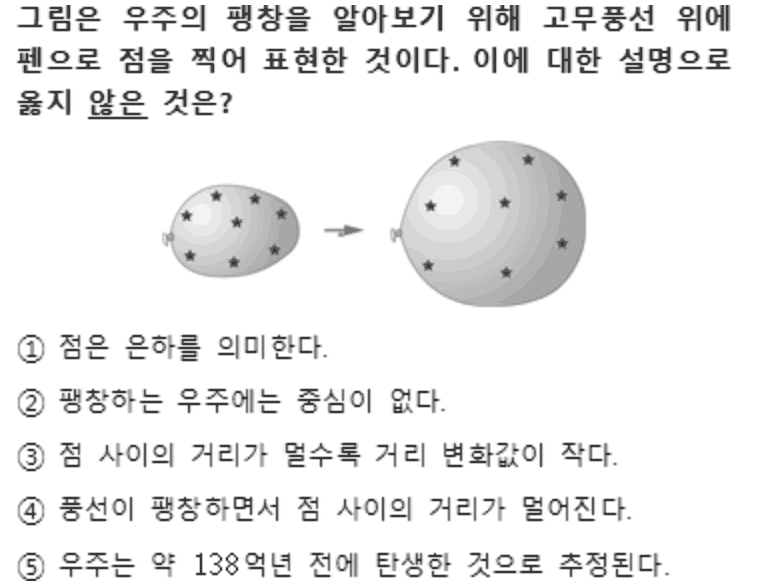 그림은 우주의 팽창을 알아보기 위해 고무풍선 위에
펜으로 점을 찍어 표현한 것이다. 이에 대한 설명으로
옳지 않은 것은?
① 점은 은하를 의미한다.
② 팽창하는 우주에는 중심이 없다.
③ 점 사이의 거리가 멀수록 거리 변화값이 작다.
④ 풍선이 팽창하면서 점 사이의 거리가 멀어진다.
⑤ 우주는 약 138억년 전에 탄생한 것으로 추정된다.